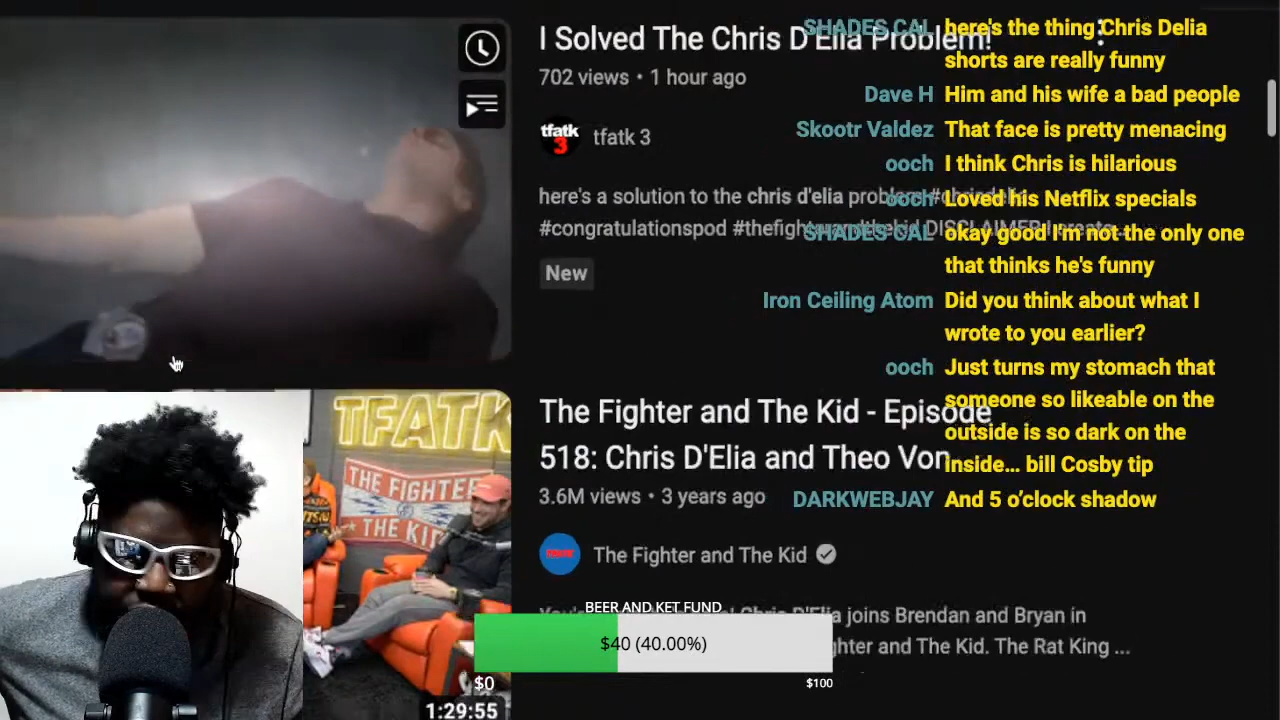 I Solved The Chris D'Elia Problem!
702 views • 1 hour ago
tfatk
3
tfatk 3
here's a solution to the chris d'elia
#congratulationspod
New
The Fighter and The Kid - Episode
518: Chris D'Elia and Theo Von
3.6M views • 3 years ago
The Fighter and The Kid
Chris D'Elia joins Brendan and Bryan in
and The Kid. The Rat King ...
TFATK
THE FIGHTER
THE KID
1:29:55
SHADES CAL here's the thing Chris Delia
shorts are really funny
Dave H Him and his wife a bad people
Skootr Valdez That face is pretty menacing
ooch I think Chris is hilarious
ooch Loved his Netflix specials
SHADES CAL okay good I'm not the only one
that thinks he's funny
Iron Ceiling Atom Did you think about what I
wrote to you earlier?
ooch Just turns my stomach that
someone so likeable on the
outside is so dark on the
inside... bill Cosby tip
DARKWEBJAY And 5 o'clock shadow
BEER AND KET FUND
$40 (40.00%)
$0
$100